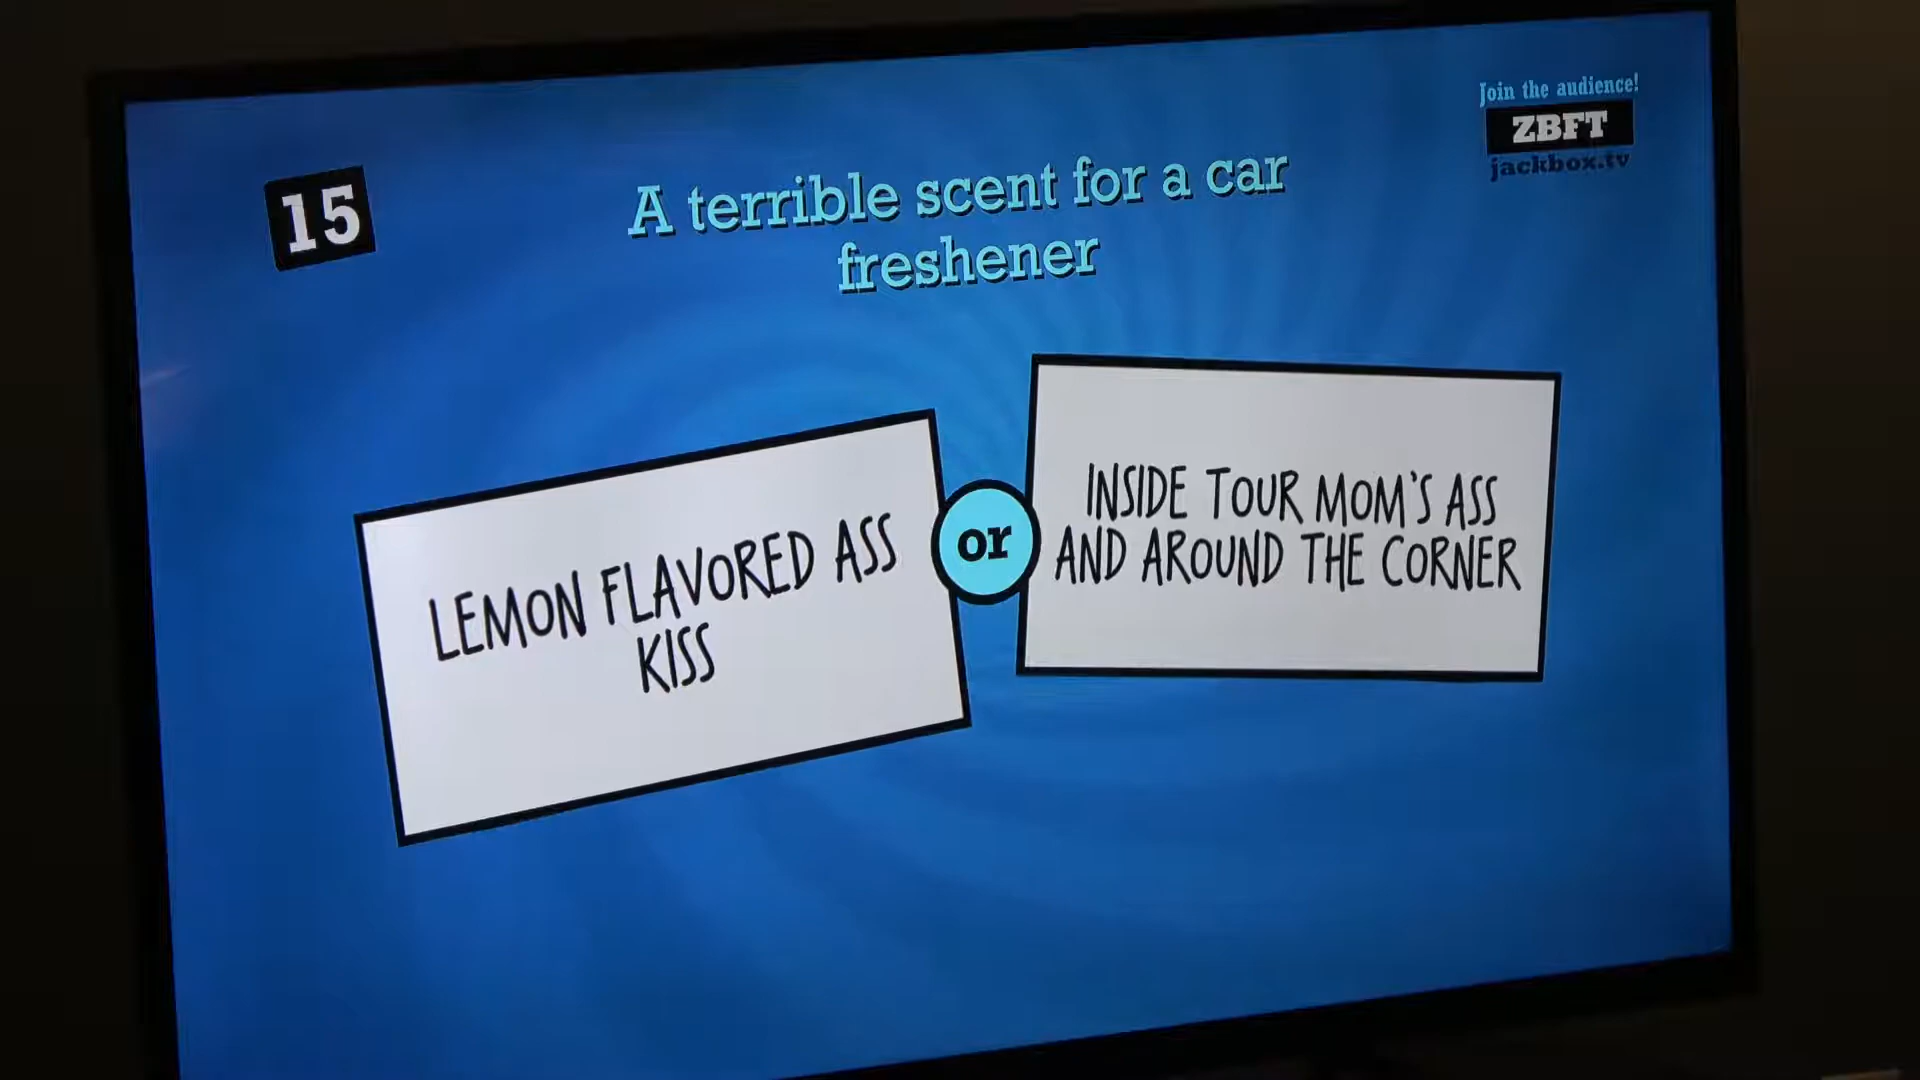 Join the audience!
ZBFT
jackbox.tv
15
A terrible scent for a car
freshener
LEMON FLAVORED ASS
KISS
or
INSIDE TOUR MOM'S ASS
AND AROUND THE CORNER